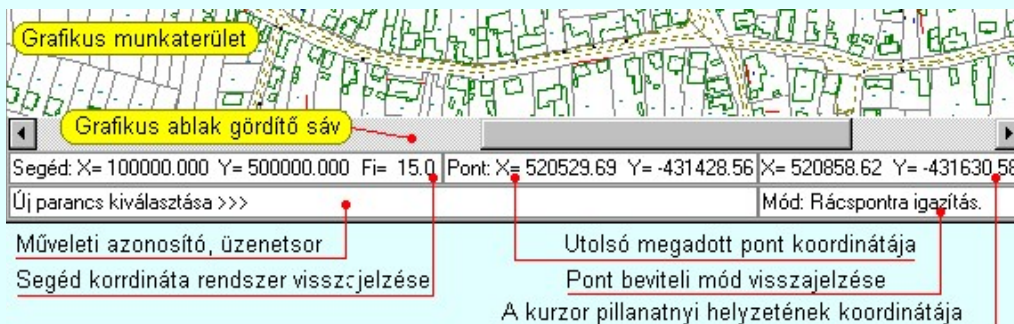 Grafikus munkaterület
Grafikus ablak gördítő sáv
Segéd: X= 100000.000 Y= 500000.000 Fi= 15.0 Pont: X= 520529.69 Y= -431428.56 X= 520858.62 Y= -431630.58
Új parancs kiválasztása >>> Mód: Rácspontra igazítás.
Műveleti azonosító, üzenetsor Utolsó megadott pont koordinátája
Segéd korrdináta rendszer visszajelzése Pont beviteli mód visszajelzése
A kurzor pillanatnyi helyzetének koordinátája